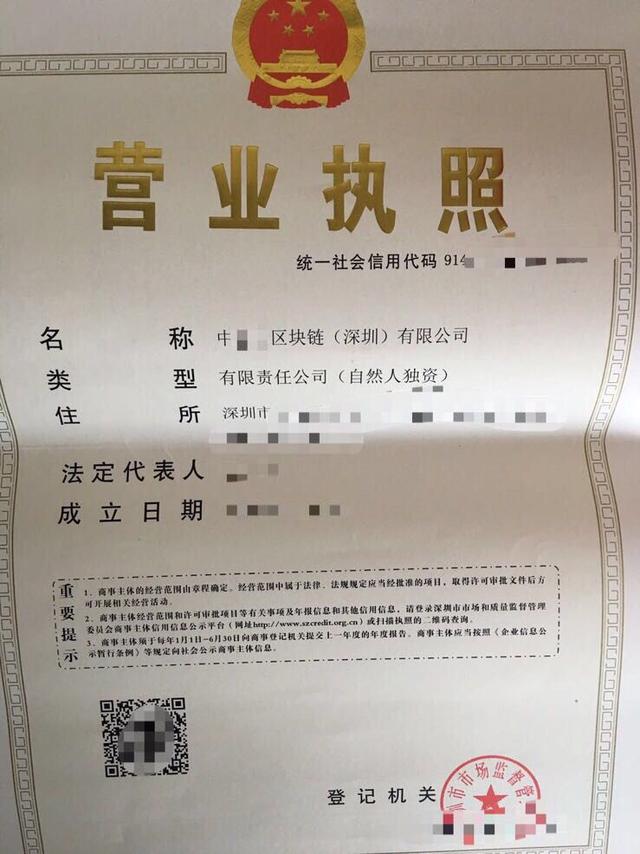 营业执照
统一社会信用代码 914
名称 中 区块链（深圳）有限公司
类型 有限责任公司（自然人独资）
住所 深圳市
法定代表人
成立日期
重要提示
1．商事主体的经营范围由章程确定。经营范围中属于法律、法规规定应当经批准的项目，取得许可审批文件后方
可开展相关经营活动。
2．商事主体经营范围和许可审批项目等有关事项及年报信息和其他信用信息，请登录深圳市市场和质量监督管理
委员会商事主体信用信息公示平台（网址http://www.szcredit.org.cn）或扫描执照的二维码查询。
3．商事主体须于每年1月1日-6月30日向商事登记机关提交上一年度的年度报告。商事主体应当按照《企业信息公
示暂行条例》等规定向社会公示商事主体信息。
登记机关
圳市市场监督管